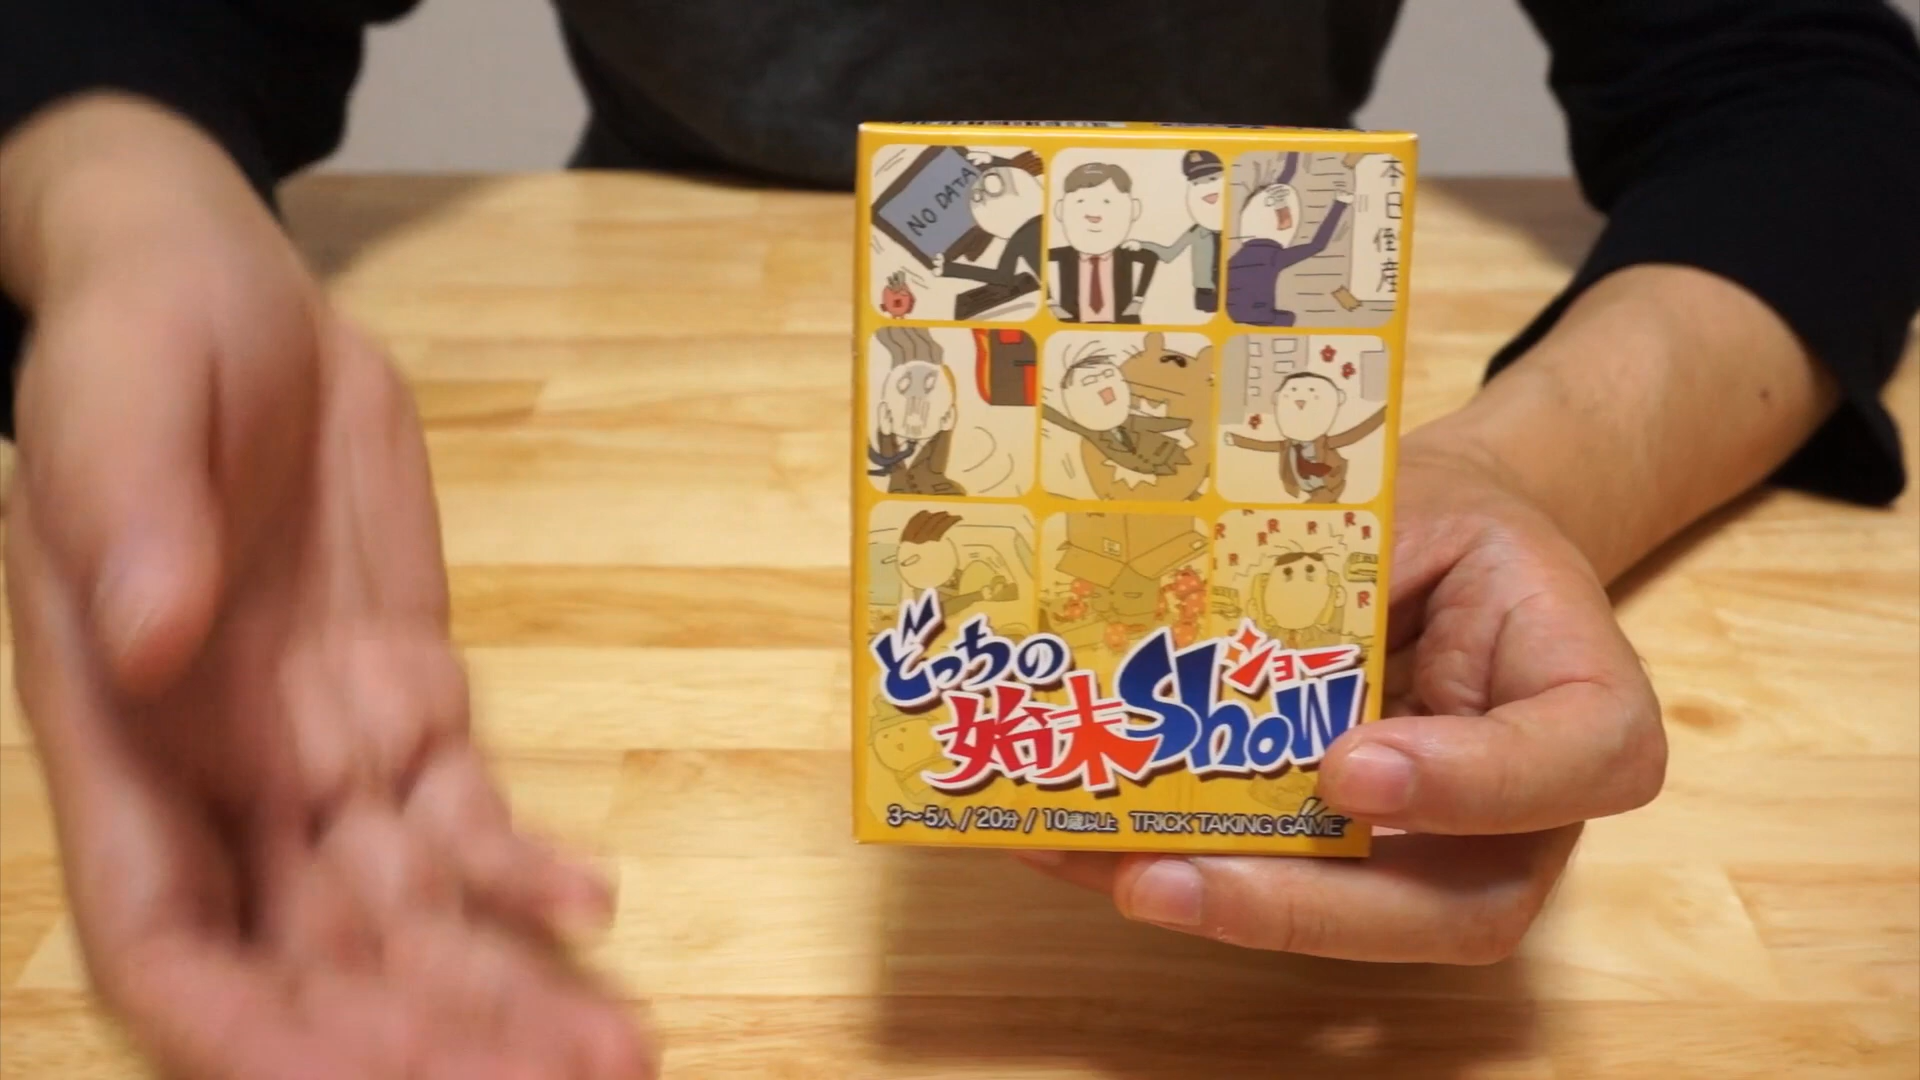 NO DATA
本日倒産
R R R R R R R
どっちの
始末Show
ショー
3〜5人 / 20分 / 10歳以上 TRICK TAKING GAME